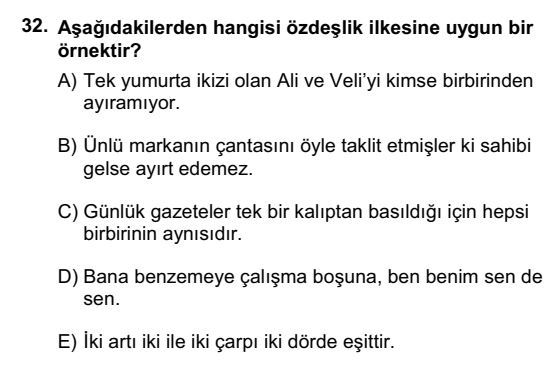 32. Aşağıdakilerden hangisi özdeşlik ilkesine uygun bir
örnektir?
A) Tek yumurta ikizi olan Ali ve Veli'yi kimse birbirinden
ayıramıyor.
B) Ünlü markanın çantasını öyle taklit etmişler ki sahibi
gelse ayırt edemez.
C) Günlük gazeteler tek bir kalıptan basıldığı için hepsi
birbirinin aynısıdır.
D) Bana benzemeye çalışma boşuna, ben benim sen de
sen.
E) İki artı iki ile iki çarpı iki dörde eşittir.